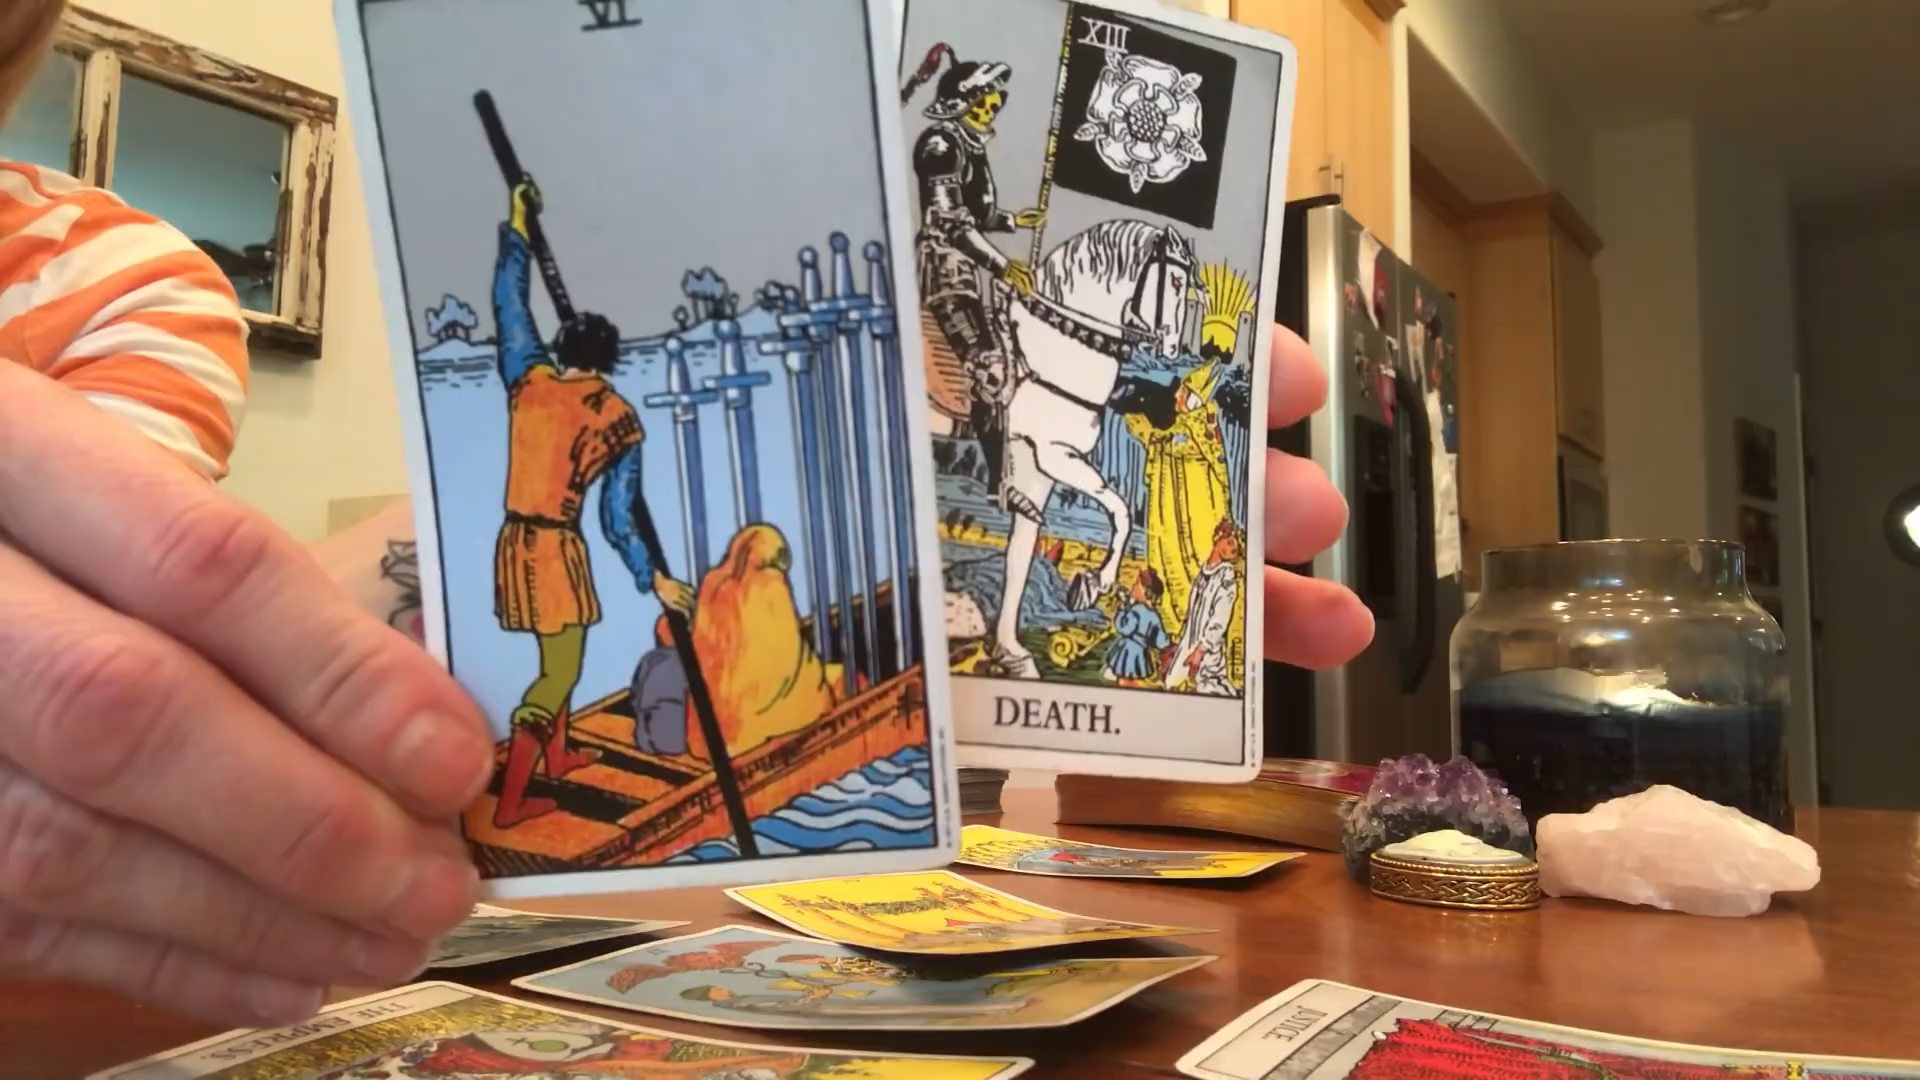 VI
XIII
DEATH.
THE EMPRESS.
JUSTICE.